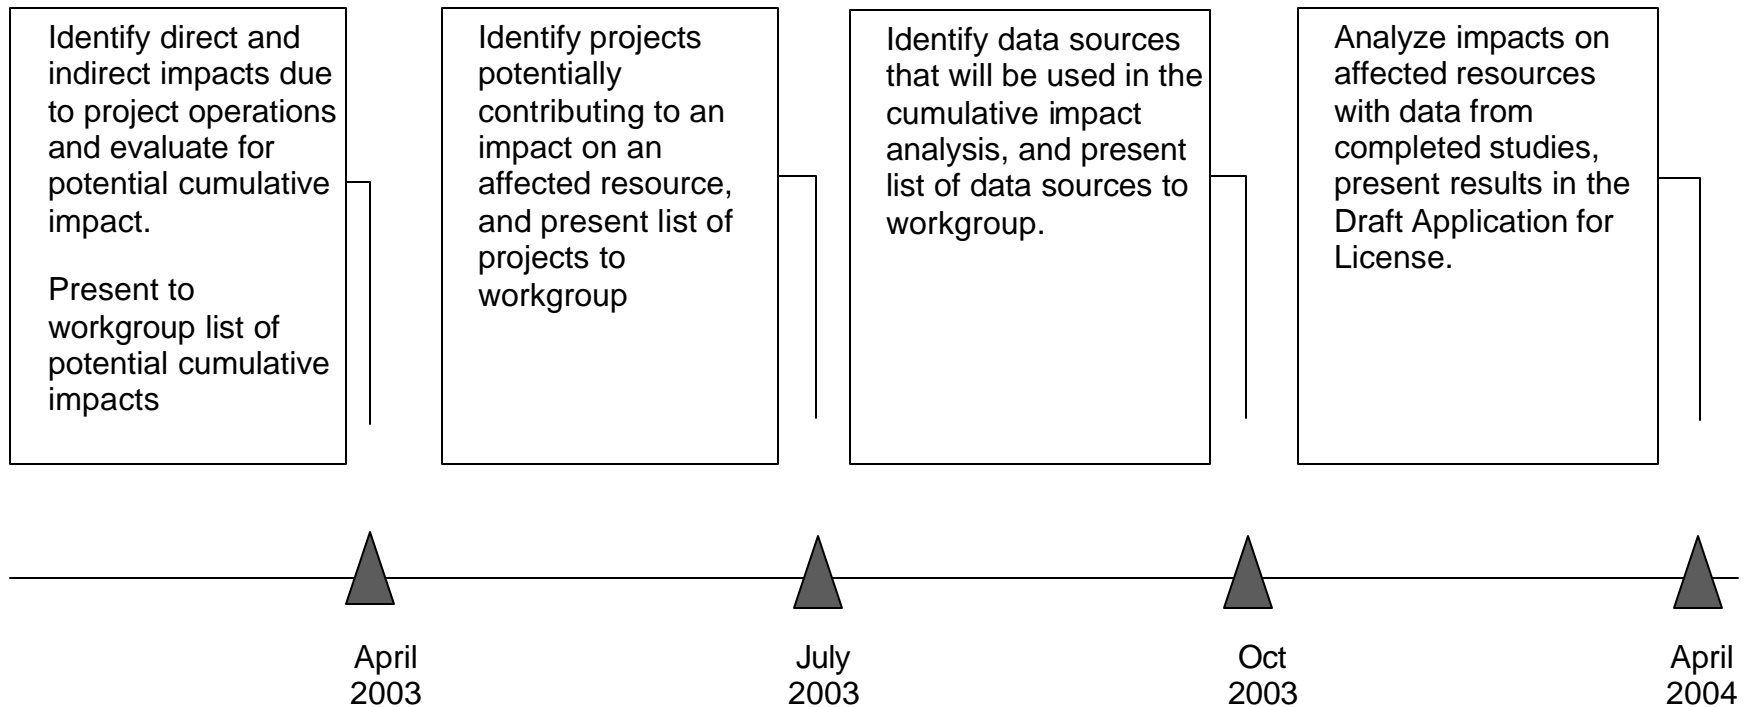 Identify direct and
indirect impacts due
to project operations
and evaluate for
potential cumulative
impact.
Present to
workgroup list of
potential cumulative
impacts
Identify projects
potentially
contributing to an
impact on an
affected resource,
and present list of
projects to
workgroup
Identify data sources
that will be used in the
cumulative impact
analysis, and present
list of data sources to
workgroup.
Analyze impacts on
affected resources
with data from
completed studies,
present results in the
Draft Application for
License.
April
2003
July
2003
Oct
2003
April
2004